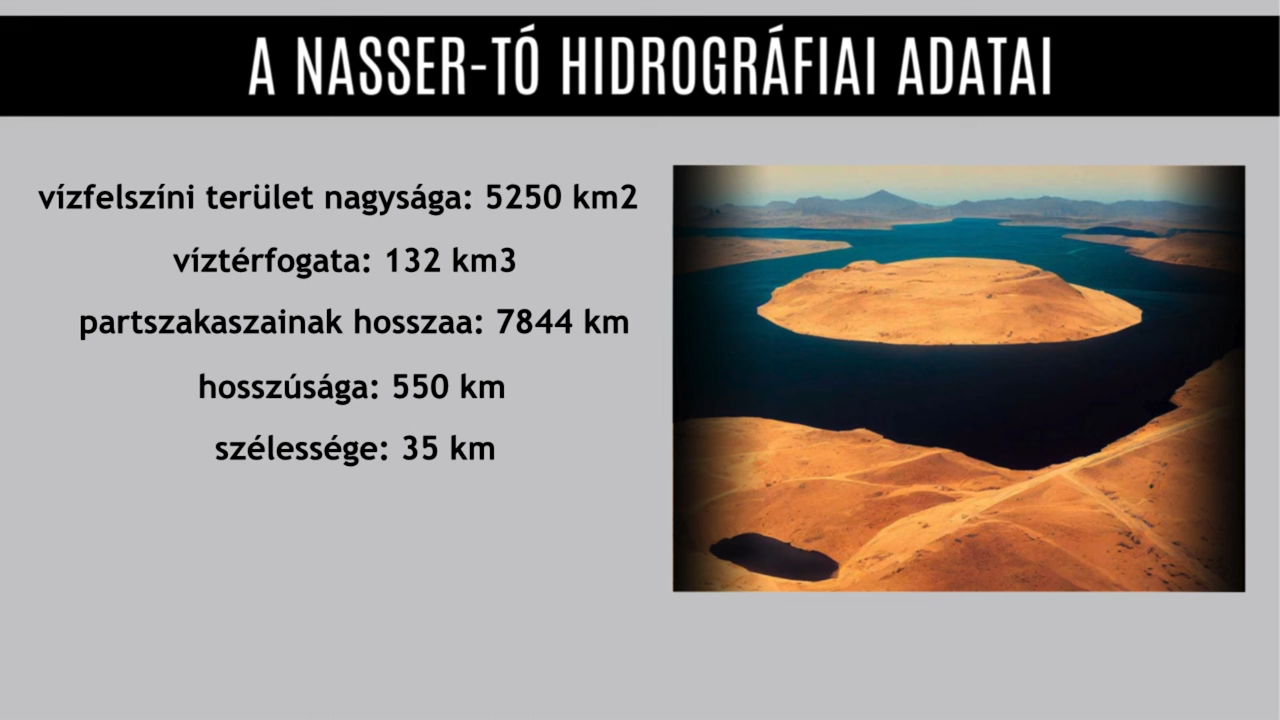 A NASSER-TÓ HIDROGRÁFIAI ADATAI
vízfelszíni terület nagysága: 5250 km2
víztérfogata: 132 km3
partszakaszainak hosszaa: 7844 km
hosszúsága: 550 km
szélessége: 35 km